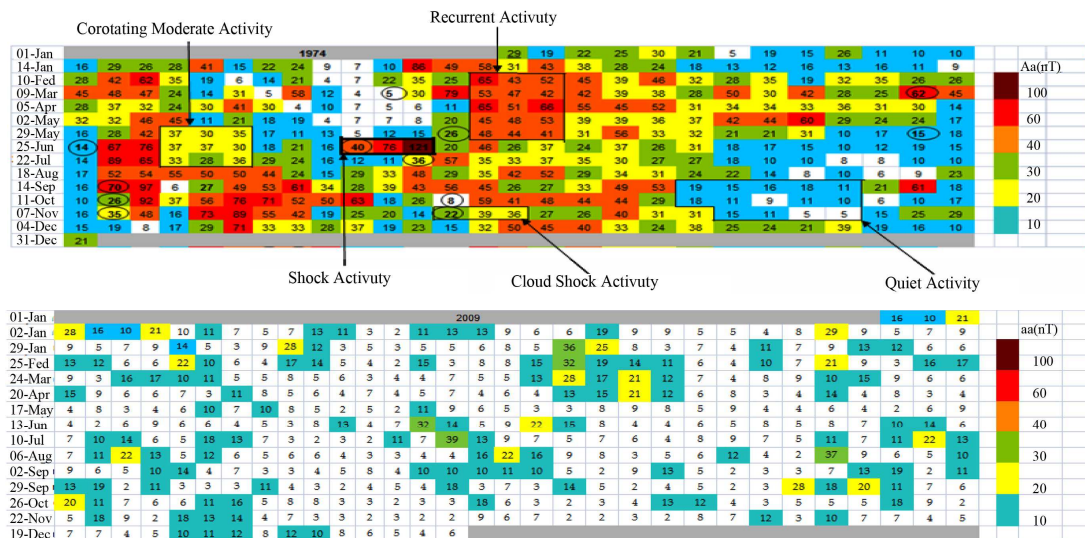 Recurrent Activuty
Corotating Moderate Activity
01-Jan 1974 29 19 22 25 30 21 5 19 15 26 11 10 10
14-Jan 16 29 26 28 41 15 22 24 9 7 10 86 49 58 31 43 38 28 24 18 13 12 16 13 16 11 9
Aa(nT)
10-Feb 28 42 62 35 19 6 14 21 4 7 22 35 25 65 43 52 45 39 46 32 28 35 19 32 35 26 26
09-Mar 45 48 47 24 14 31 5 58 12 4 5 30 79 53 47 42 42 39 48 28 50 30 42 28 25 62 45
100
05-Apr 28 37 32 24 30 41 30 4 10 7 5 6 11 65 51 66 55 45 52 31 34 34 33 36 31 30 14
02-May 32 32 46 45 11 21 18 19 4 7 7 8 20 45 48 53 52 40 37 27 42 44 60 29 24 24 17
60
29-May 16 28 42 37 30 35 17 11 13 5 12 15 26 48 44 41 31 56 33 32 21 21 31 10 17 15 18
25-Jun 14 67 76 37 37 30 18 21 16 40 76 121 20 46
40
22-Jul 14 89 65 33 28 36 29 24 16 12 11 36 57 35
18-Aug 17 52 54 55 50 50 44 24 15 29 33 48 29 56 41 42 45 42 35 24 22 14 8 10 6 9 23
30
14-Sep 70 97 6 27 49 53 61 34 28 39 43 56 45 26 27 33 49 53 19 15 16 18 11 21 61 18
11-Oct 10 26 92 37 56 76 71 52 50 63 18 26 8 59 58 41 44 40 44 18 11 9 11 10 6 10 17
20
07-Nov 16 35 48 16 73 89 55 42 19 25 20 14 22 39 36 27 26 40 31 31 15 11 5 5 15 25 29
04-Dec 15 19 8 17 29 71 33 33 28 37 19 23 15 32 50 45 40 33 24 38 25 24 21 39 19 16 10
10
31-Dec 21
Shock Activuty
Cloud Shock Activuty
Quiet Activity
01-Jan 2009 16 10 21
02-Jan 28 16 10 21 10 11 7 5 7 13 11 3 2 11 13 13 9 6 6 19 9 9 5 5 4 8 29 9 5 7 9
aa(nT)
29-Jan 9 5 7 9 14 5 3 9 28 12 3 5 3 5 5 6 8 5
36 25 8 3 7 4 11 7 9 13 12 6 6
25-Feb 13 12 6 6 22 10 6 4 17 14 5 4 2 15 3 8 8 15 32 19 14 11 6 4 10 7 21 9 3 16 17
100
24-Mar 9 3 16 17 10 11 5 5 8 6 3 4 4 7 5 5 13 28 17 21 12 7 4 8 9 10 15 9 6 6
20-Apr 15 9 6 6 7 3 11 8 5 6 4 7 4 5 7 4
13 15 21 6 8 3 4 14 4 8 3 4
60
17-May 4 8 3 4 6 10 7 10 8 5 2 5 2 11 9 6 5 3 3 8 9 8 5 9 4 4 6 4 2 6 9
13-Jun 4 2 6 9 6 6 4 5 3 8 13 4 7 32 14 5 9 22 15 8 4 4 6 5 8 5 8 7 10 14 6
40
10-Jul 7 10 14 6 5 18 13 7 3 2 3 2 11 7 39 13 9 7 5 7 6 4 8 9 7 5 11 7 11 22 13
06-Aug 7 11 22 13 5 12 6 5 6 6 4 3 4 4 4 16 22 16 9 8 3 5 6 12 4 2 37 9 6 5 10
30
02-Sep 9 6 5 10 14 4 7 3 3 4 5 8 4 10 10 10 11 10 5 2 9 13 5 2 3 3 7 13 19 2 11
29-Sep 13 19 2 11 3 3 3 11 4 3 2 4 5 18 3 7 3 14 5 2 4 5 2 3 28 18 20 11 7 6
20
26-Oct 20 11 7 6 6 11 16 5 8 8 3 2 3 3 3 18 6 3 2 2 3 4 13 12 4 3 5 5 18 9 2
22-Nov 5 18 9 2 18 13 14 4 7 3 3 2 3 2 2 2 9 6 7 2 2 3 2 8 7 12 3 10 7 4 5
10
19-Dec 7 7 4 5 10 11 12 8 12 10 8 6 5 4 6